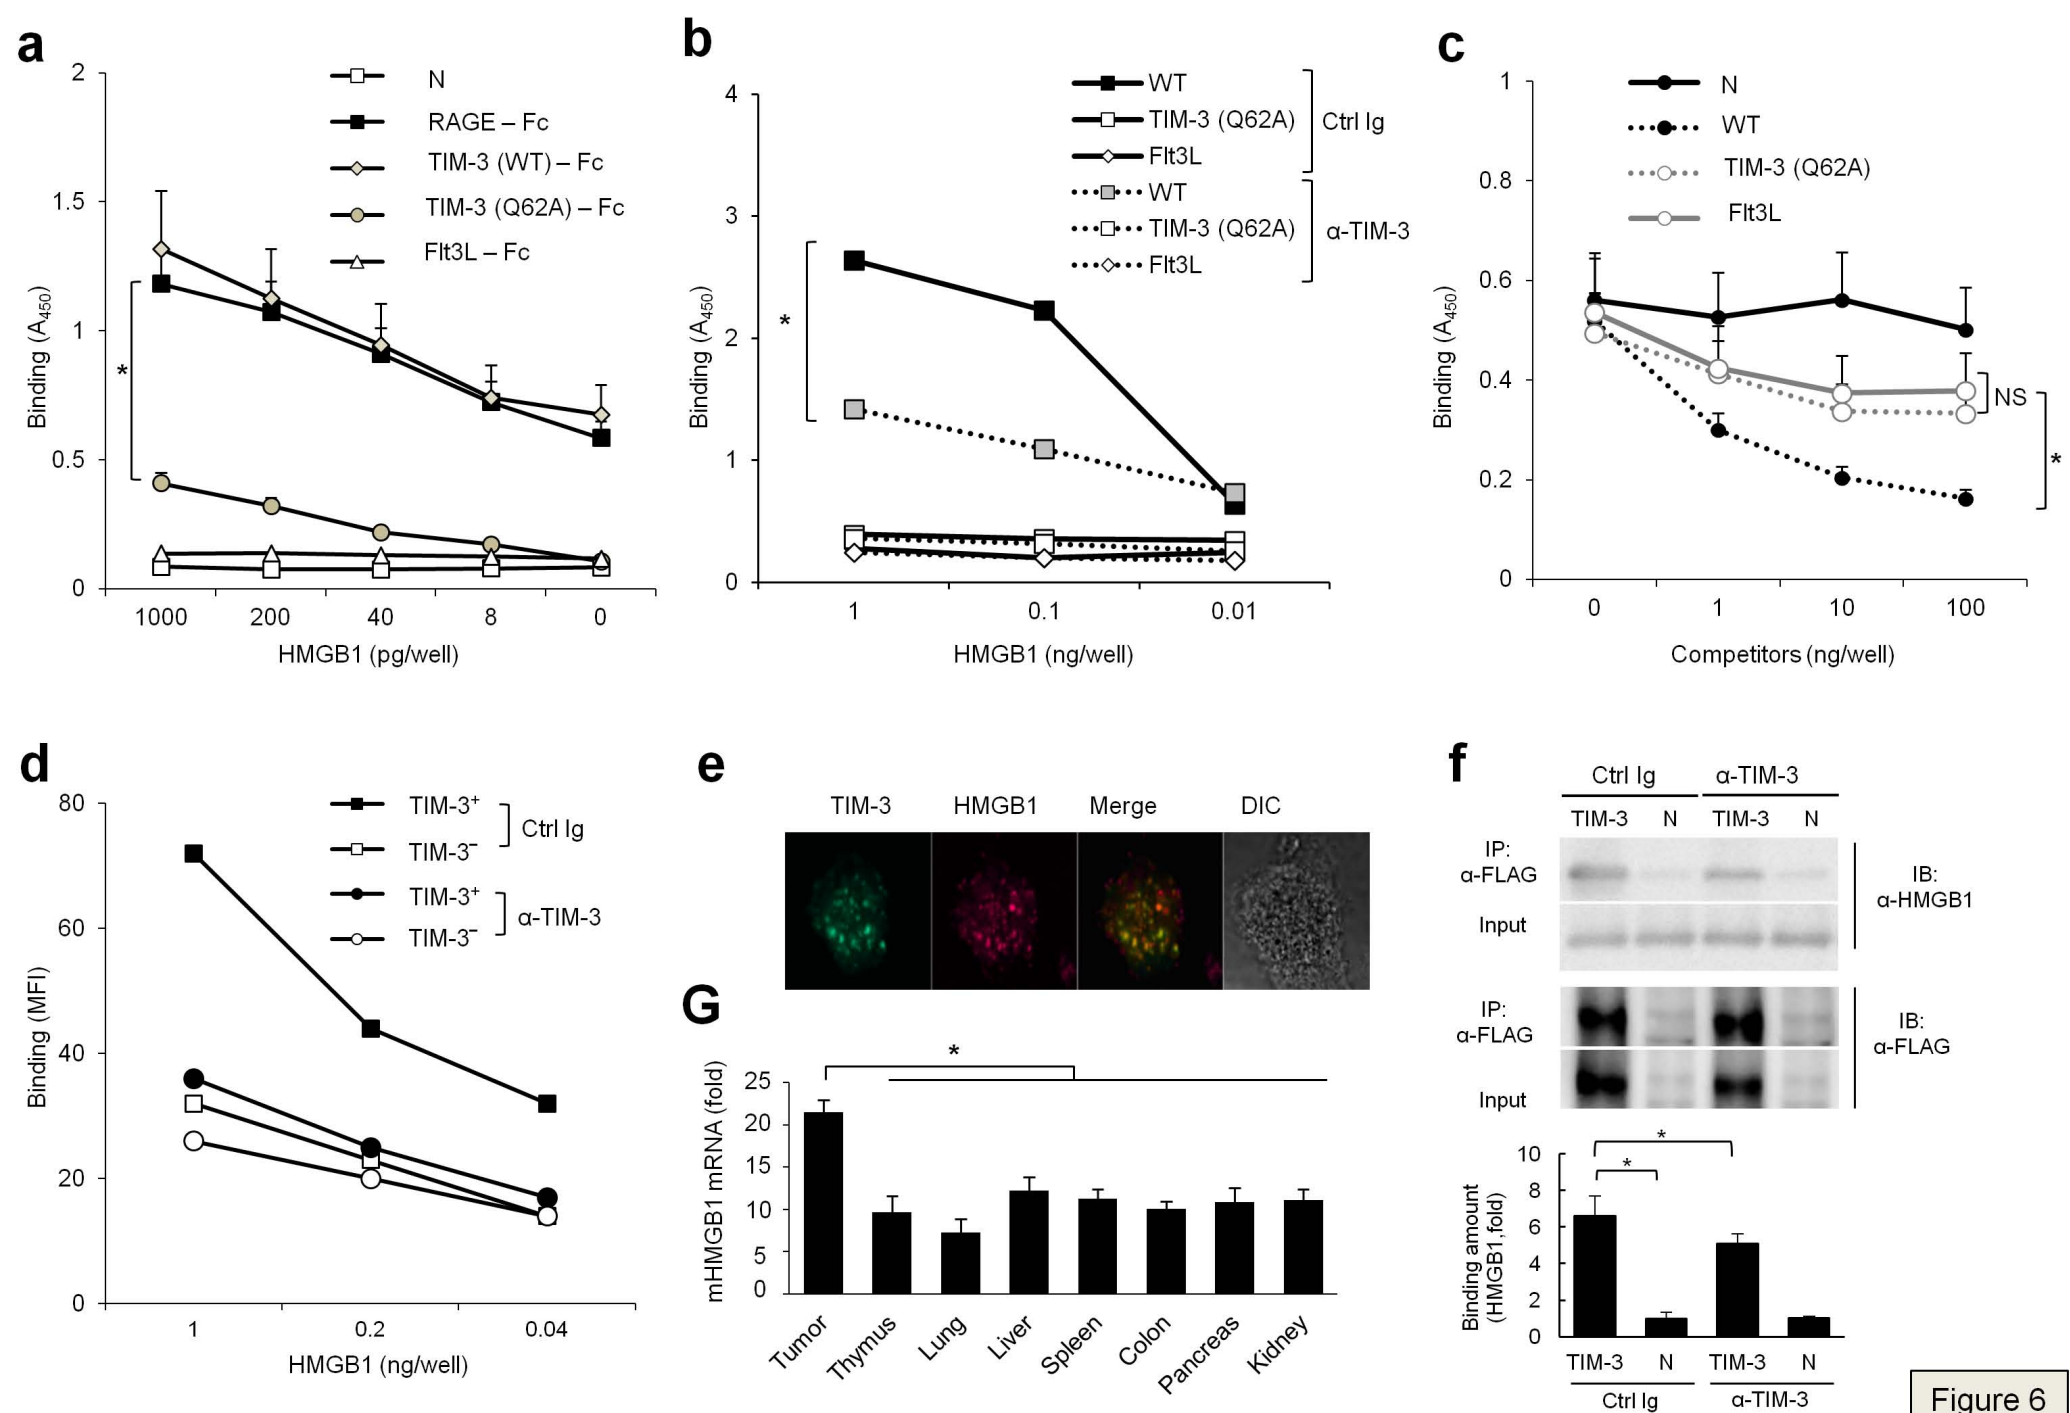 a
2
1.5
1
0.5
0
Binding (A450)
*
N
RAGE – Fc
TIM-3 (WT) – Fc
TIM-3 (Q62A) – Fc
Flt3L – Fc
1000 200 40 8 0
HMGB1 (pg/well)
b
4
3
2
1
0
Binding (A450)
*
WT
TIM-3 (Q62A)
Flt3L
Ctrl Ig
WT
TIM-3 (Q62A)
Flt3L
α-TIM-3
1 0.1 0.01
HMGB1 (ng/well)
c
1
0.8
0.6
0.4
0.2
0
Binding (A450)
N
WT
TIM-3 (Q62A)
Flt3L
NS
*
0 1 10 100
Competitors (ng/well)
d
80
60
40
20
0
Binding (MFI)
TIM-3+
TIM-3–
Ctrl Ig
TIM-3+
TIM-3–
α-TIM-3
1 0.2 0.04
HMGB1 (ng/well)
e
TIM-3 HMGB1 Merge DIC
G
*
25
20
15
10
5
0
mHMGB1 mRNA (fold)
Tumor
Thymus
Lung
Liver
Spleen
Colon
Pancreas
Kidney
f
Ctrl Ig α-TIM-3
TIM-3 N TIM-3 N
IP:
α-FLAG
Input
IB:
α-HMGB1
IP:
α-FLAG
Input
IB:
α-FLAG
*
*
10
8
6
4
2
0
Binding amount
(HMGB1,fold)
TIM-3 N TIM-3 N
Ctrl Ig α-TIM-3
Figure 6